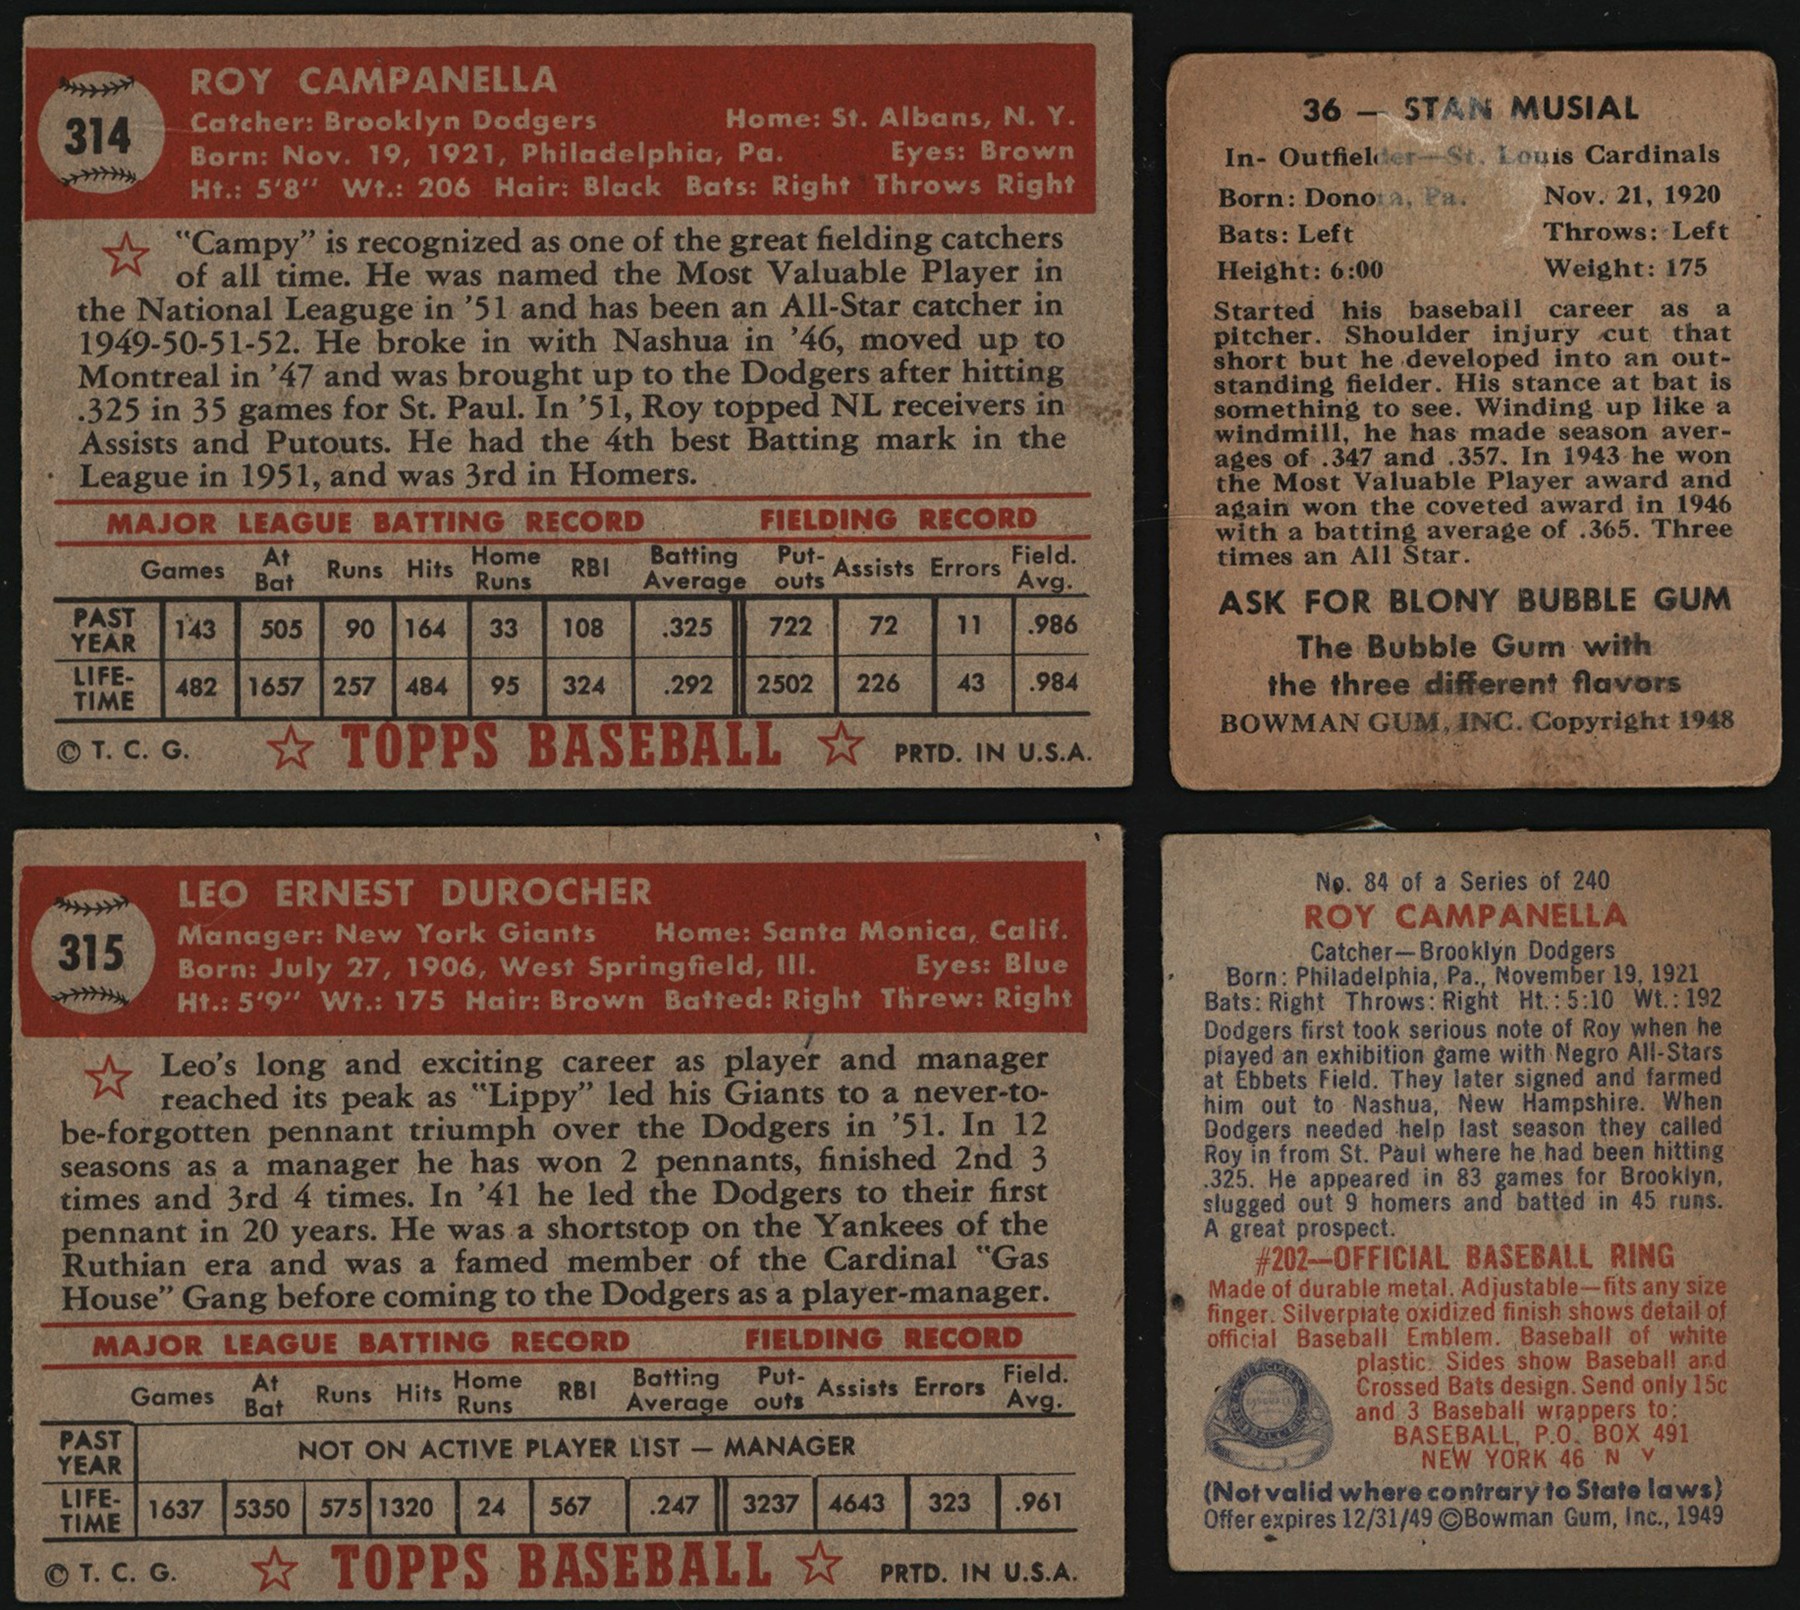 314
ROY CAMPANELLA
Catcher: Brooklyn Dodgers Home: St. Albans, N. Y.
Born: Nov. 19, 1921, Philadelphia, Pa. Eyes: Brown
Ht.: 5'8" Wt.: 206 Hair: Black Bats: Right Throws Right
"Campy" is recognized as one of the great fielding catchers
of all time. He was named the Most Valuable Player in
the National Leaguge in '51 and has been an All-Star catcher in
1949-50-51-52. He broke in with Nashua in '46, moved up to
Montreal in '47 and was brought up to the Dodgers after hitting
.325 in 35 games for St. Paul. In '51, Roy topped NL receivers in
Assists and Putouts. He had the 4th best Batting mark in the
League in 1951, and was 3rd in Homers.
MAJOR LEAGUE BATTING RECORD FIELDING RECORD
Games At Bat Runs Hits Home Runs RBI Batting Average Put-outs Assists Errors Field. Avg.
PAST YEAR 143 505 90 164 33 108 .325 722 72 11 .986
LIFE-TIME 482 1657 257 484 95 324 .292 2502 226 43 .984
© T. C. G. TOPPS BASEBALL PRTD. IN U.S.A.
36 — STAN MUSIAL
In- Outfielder—St. Louis Cardinals
Born: Donora, Pa. Nov. 21, 1920
Bats: Left Throws: Left
Height: 6:00 Weight: 175
Started his baseball career as a
pitcher. Shoulder injury cut that
short but he developed into an out-
standing fielder. His stance at bat is
something to see. Winding up like a
windmill, he has made season aver-
ages of .347 and .357. In 1943 he won
the Most Valuable Player award and
again won the coveted award in 1946
with a batting average of .365. Three
times an All Star.
ASK FOR BLONY BUBBLE GUM
The Bubble Gum with
the three different flavors
BOWMAN GUM, INC. Copyright 1948
315
LEO ERNEST DUROCHER
Manager: New York Giants Home: Santa Monica, Calif.
Born: July 27, 1906, West Springfield, Ill. Eyes: Blue
Ht.: 5'9" Wt.: 175 Hair: Brown Batted: Right Threw: Right
Leo's long and exciting career as player and manager
reached its peak as "Lippy" led his Giants to a never-to-
be-forgotten pennant triumph over the Dodgers in '51. In 12
seasons as a manager he has won 2 pennants, finished 2nd 3
times and 3rd 4 times. In '41 he led the Dodgers to their first
pennant in 20 years. He was a shortstop on the Yankees of the
Ruthian era and was a famed member of the Cardinal "Gas
House" Gang before coming to the Dodgers as a player-manager.
MAJOR LEAGUE BATTING RECORD FIELDING RECORD
Games At Bat Runs Hits Home Runs RBI Batting Average Put-outs Assists Errors Field. Avg.
PAST YEAR NOT ON ACTIVE PLAYER LIST — MANAGER
LIFE-TIME 1637 5350 575 1320 24 567 .247 3237 4643 323 .961
© T. C. G. TOPPS BASEBALL PRTD. IN U.S.A.
No. 84 of a Series of 240
ROY CAMPANELLA
Catcher—Brooklyn Dodgers
Born: Philadelphia, Pa., November 19, 1921
Bats: Right Throws: Right Ht.: 5:10 Wt.: 192
Dodgers first took serious note of Roy when he
played an exhibition game with Negro All-Stars
at Ebbets Field. They later signed and farmed
him out to Nashua, New Hampshire. When
Dodgers needed help last season they called
Roy in from St. Paul where he had been hitting
.325. He appeared in 83 games for Brooklyn,
slugged out 9 homers and batted in 45 runs.
A great prospect.
#202—OFFICIAL BASEBALL RING
Made of durable metal. Adjustable—fits any size
finger. Silverplate oxidized finish shows detail of
official Baseball Emblem. Baseball of white
plastic. Sides show Baseball and
Crossed Bats design. Send only 15c
and 3 Baseball wrappers to:
BASEBALL, P.O. BOX 491
NEW YORK 46 N Y
(Not valid where contrary to State laws)
Offer expires 12/31/49 ©Bowman Gum, Inc., 1949